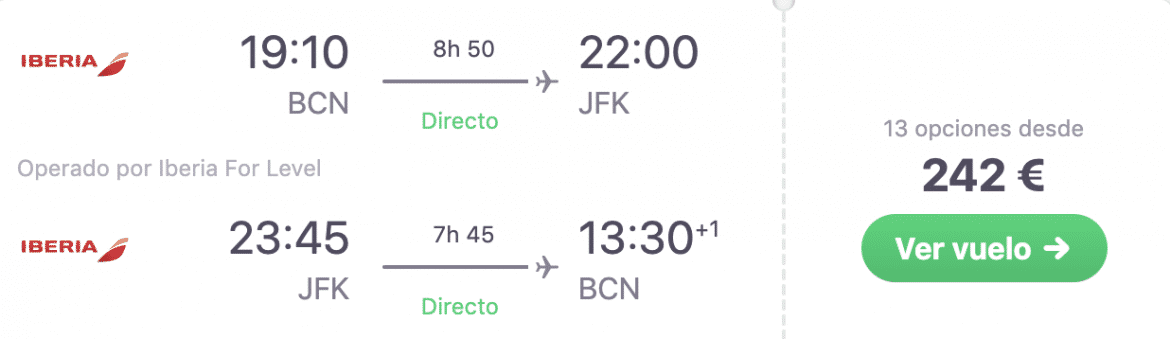 IBERIA
19:10 8h 50 22:00
BCN Directo JFK
Operado por Iberia For Level
IBERIA
23:45 7h 45 13:30+1
JFK Directo BCN
13 opciones desde
242 €
Ver vuelo →